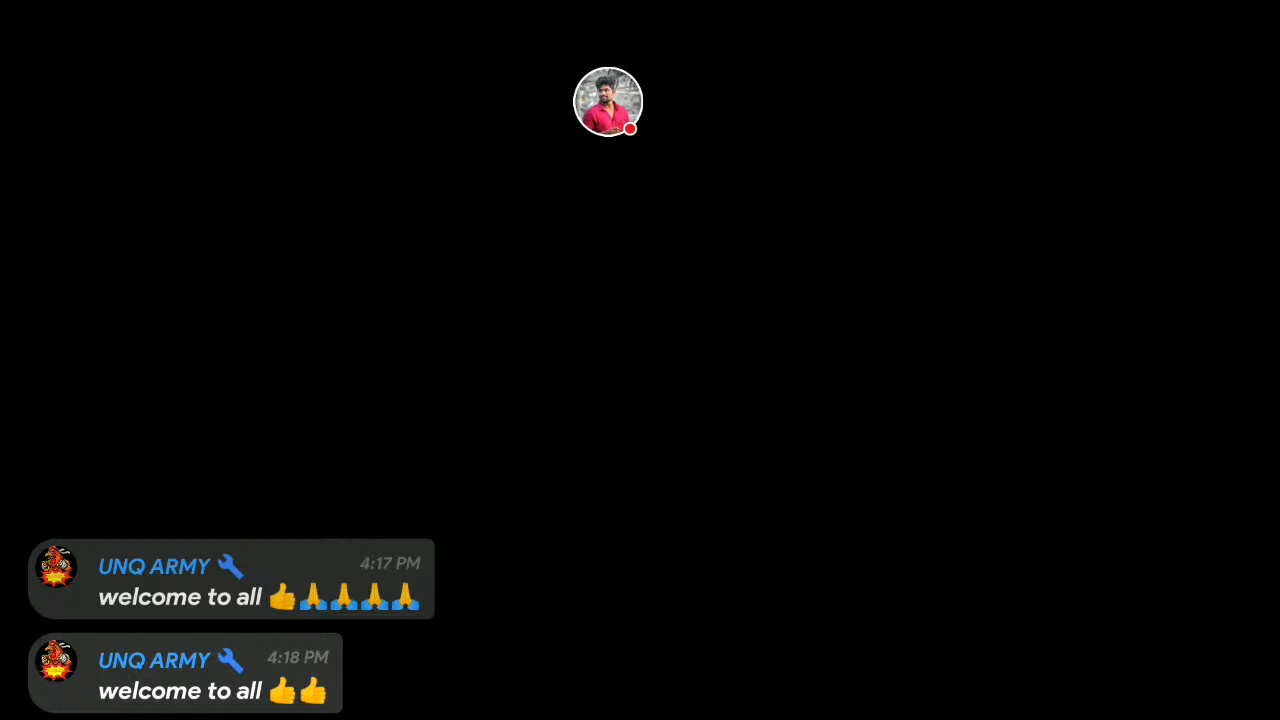 UNQ ARMY 🔧 4:17 PM
welcome to all 👍🙏🙏🙏🙏
UNQ ARMY 🔧 4:18 PM
welcome to all 👍👍